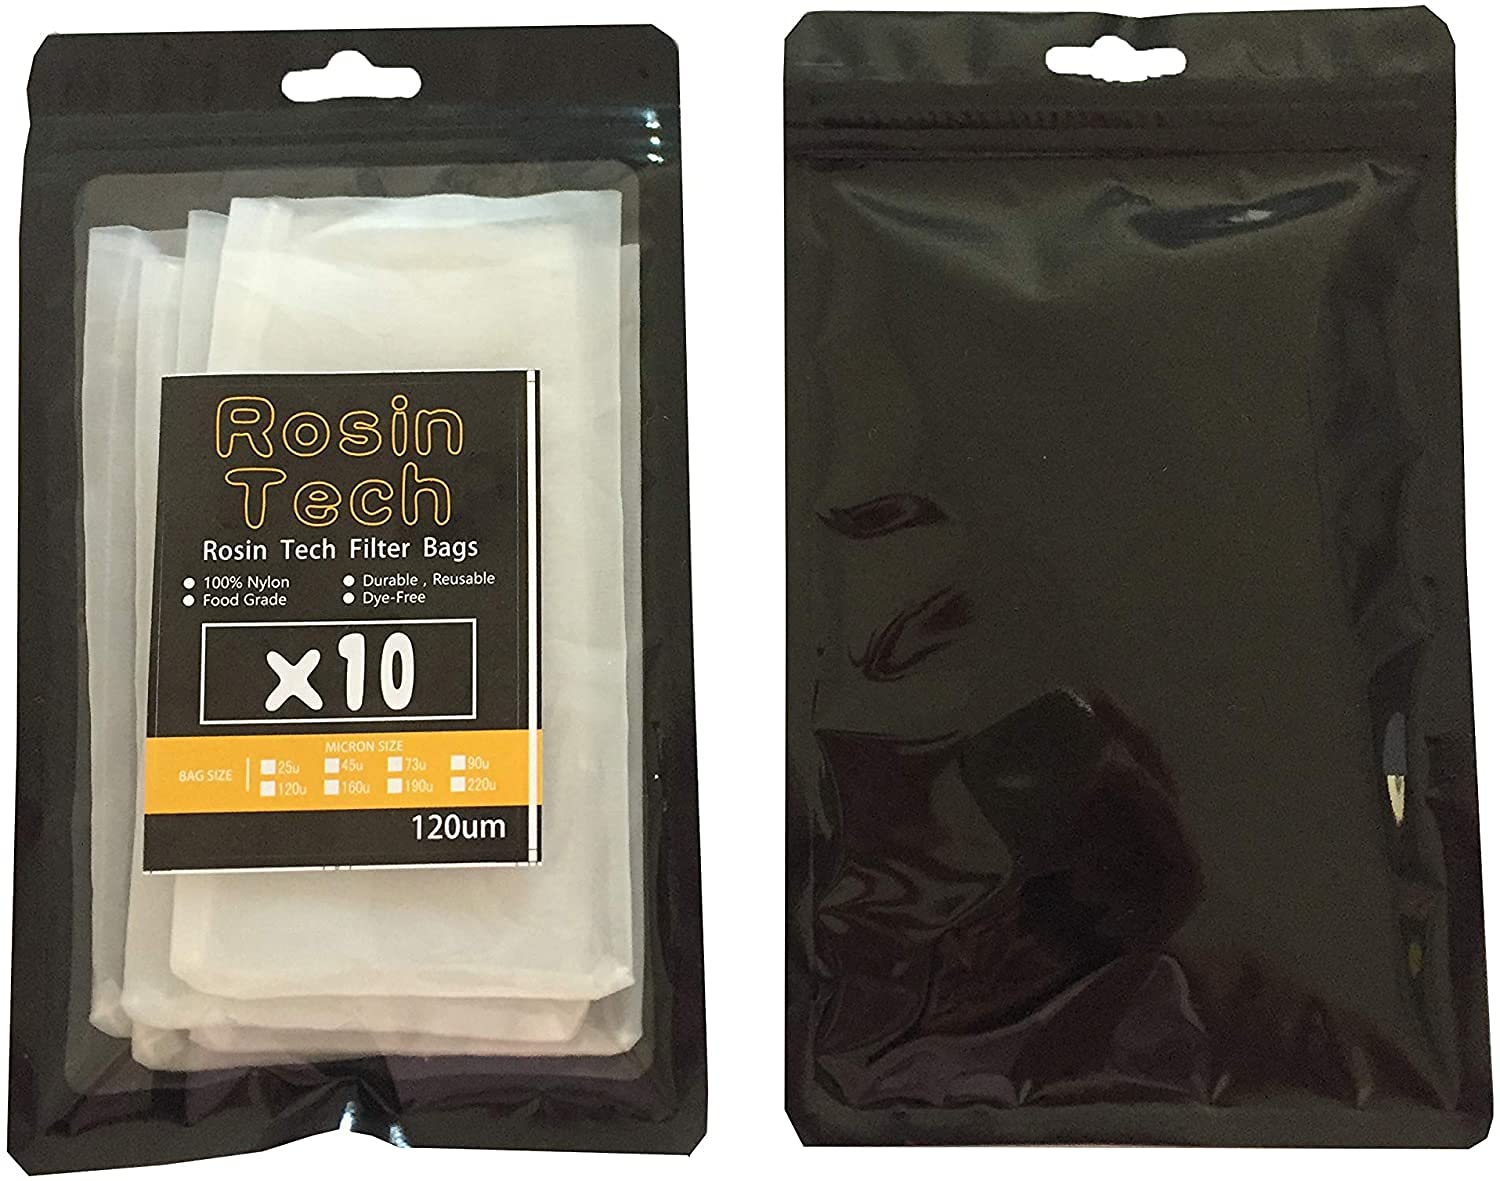 Rosin
Tech
Rosin Tech Filter Bags
● 100% Nylon ● Durable , Reusable
● Food Grade ● Dye-Free
x10
MICRON SIZE
BAG SIZE 25u 45u 73u 90u
120u 160u 190u 220u
120um